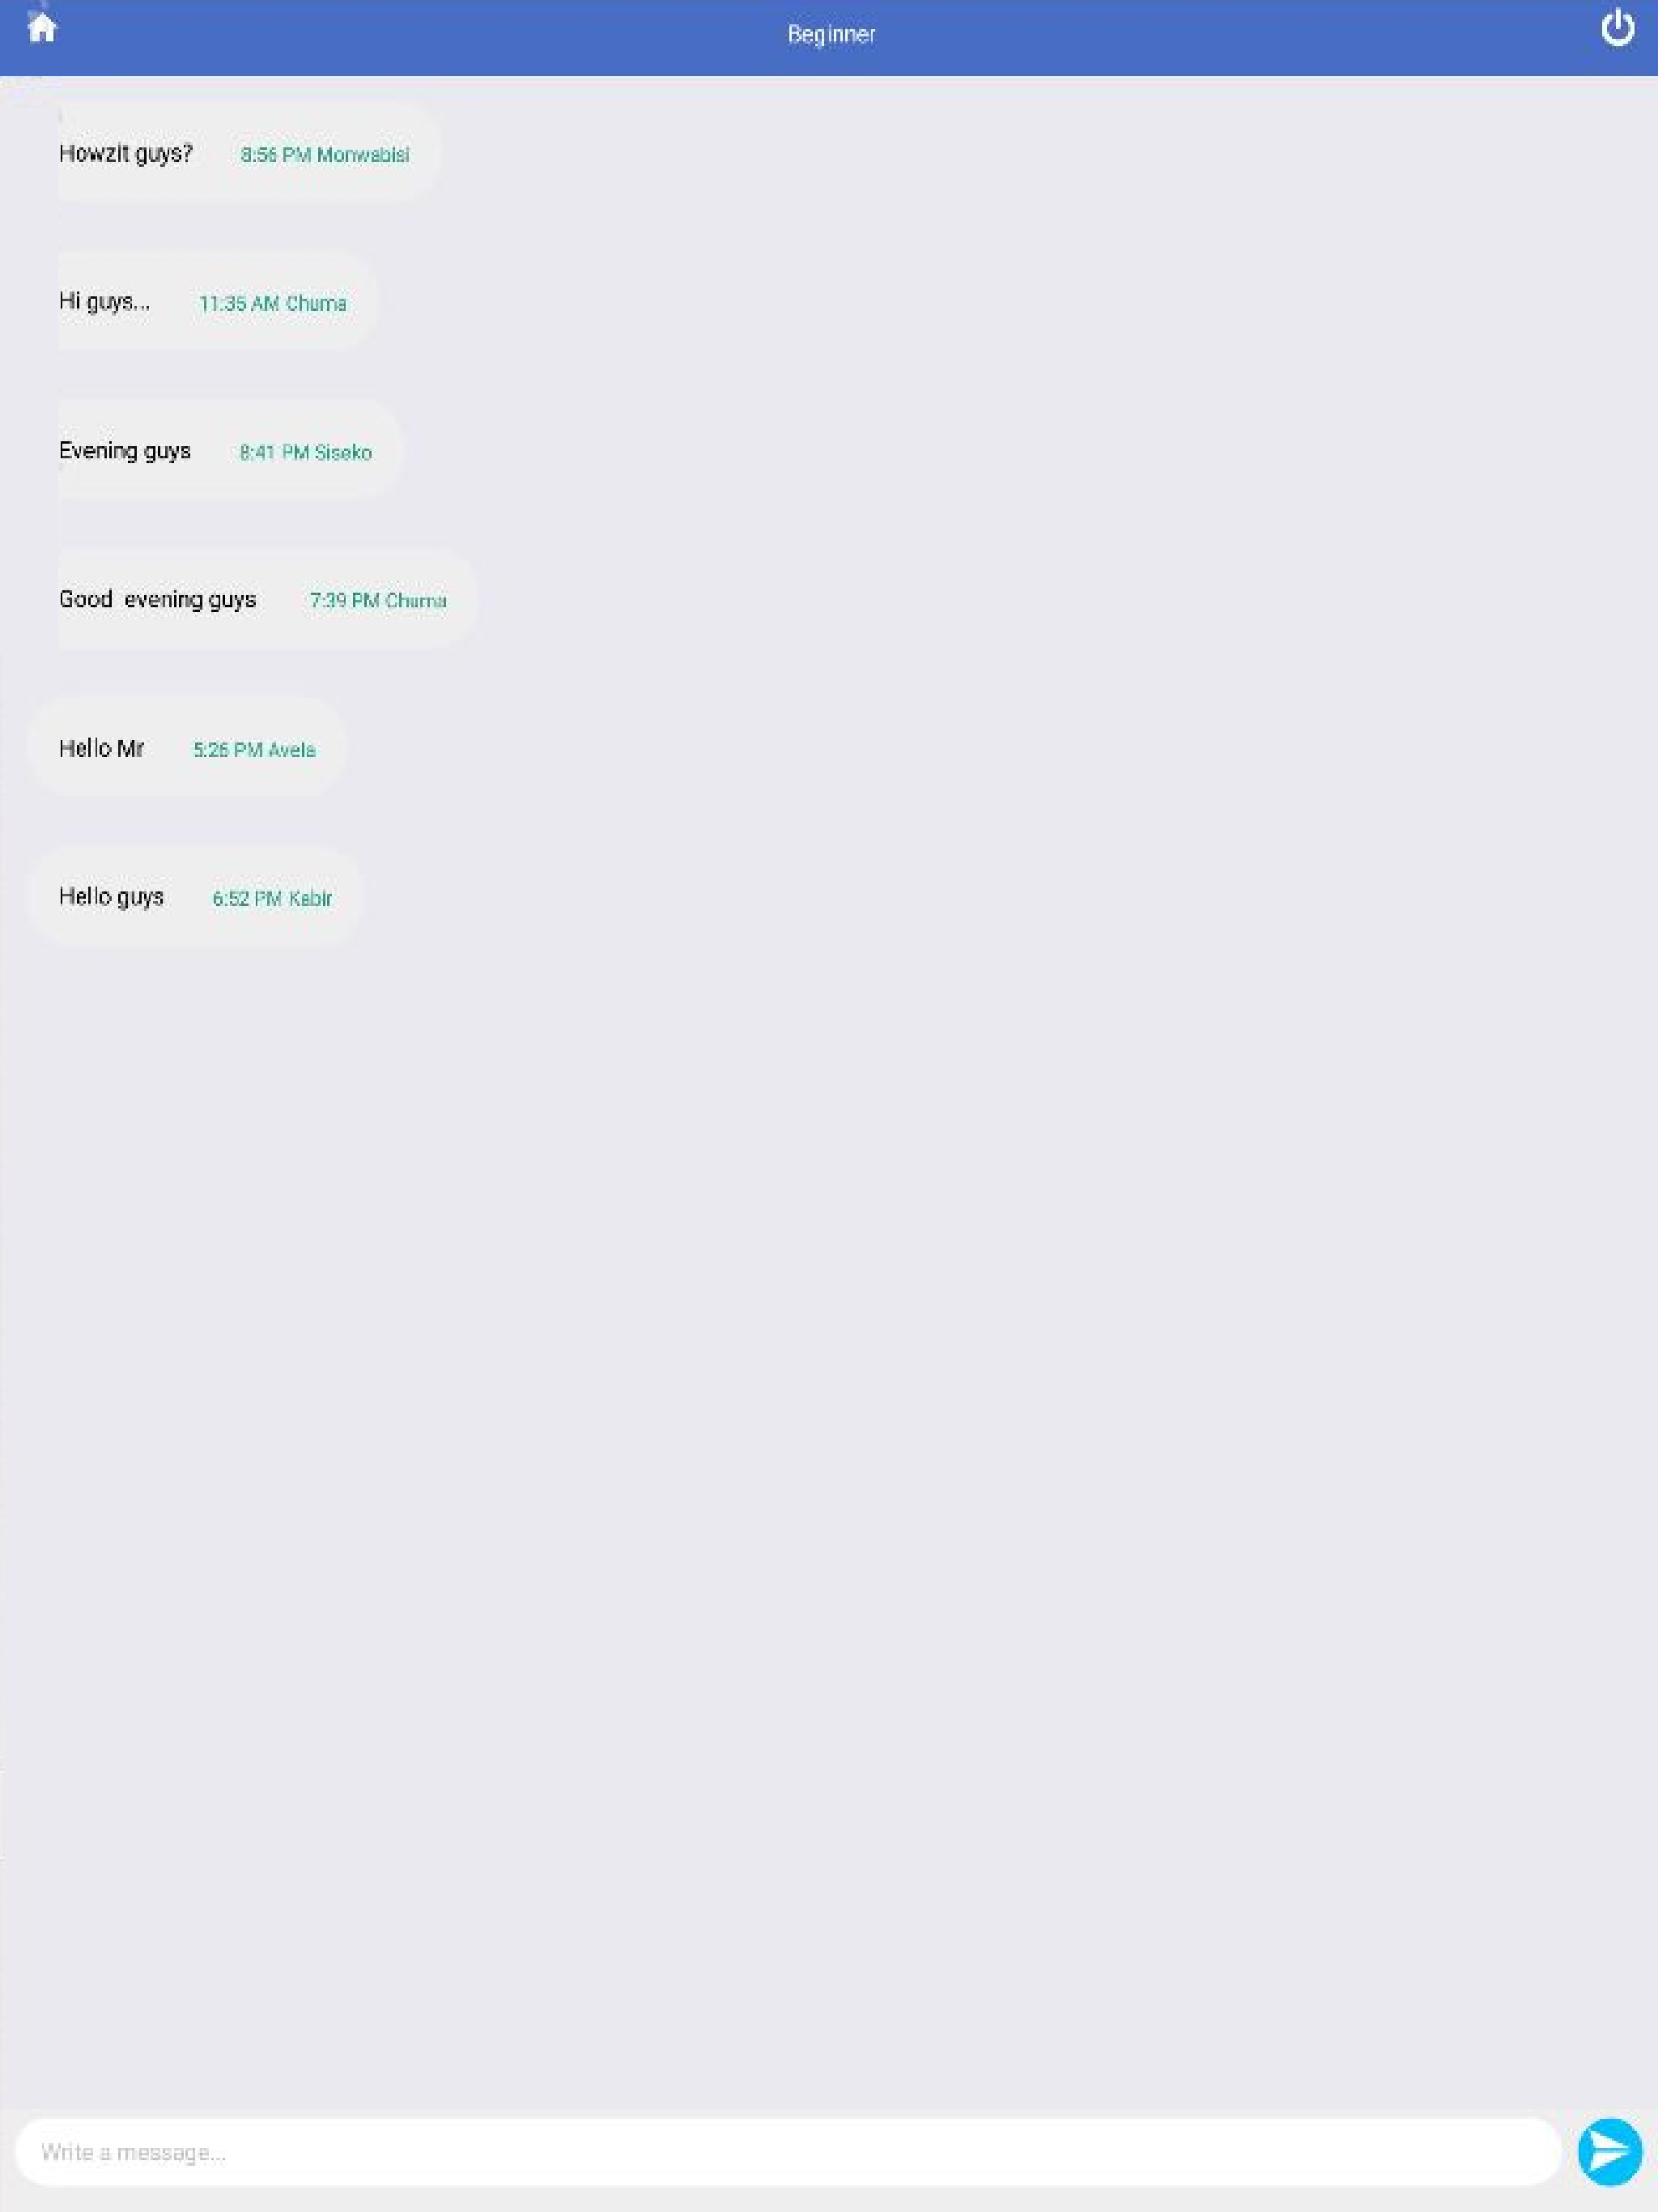 Beginner
Howzit guys? 8:56 PM Monwabisi
Hi guys... 11:35 AM Chuma
Evening guys 8:41 PM Siseko
Good evening guys 7:39 PM Chuma
Hello Mr 5:26 PM Avela
Hello guys 6:52 PM Kabir
Write a message...